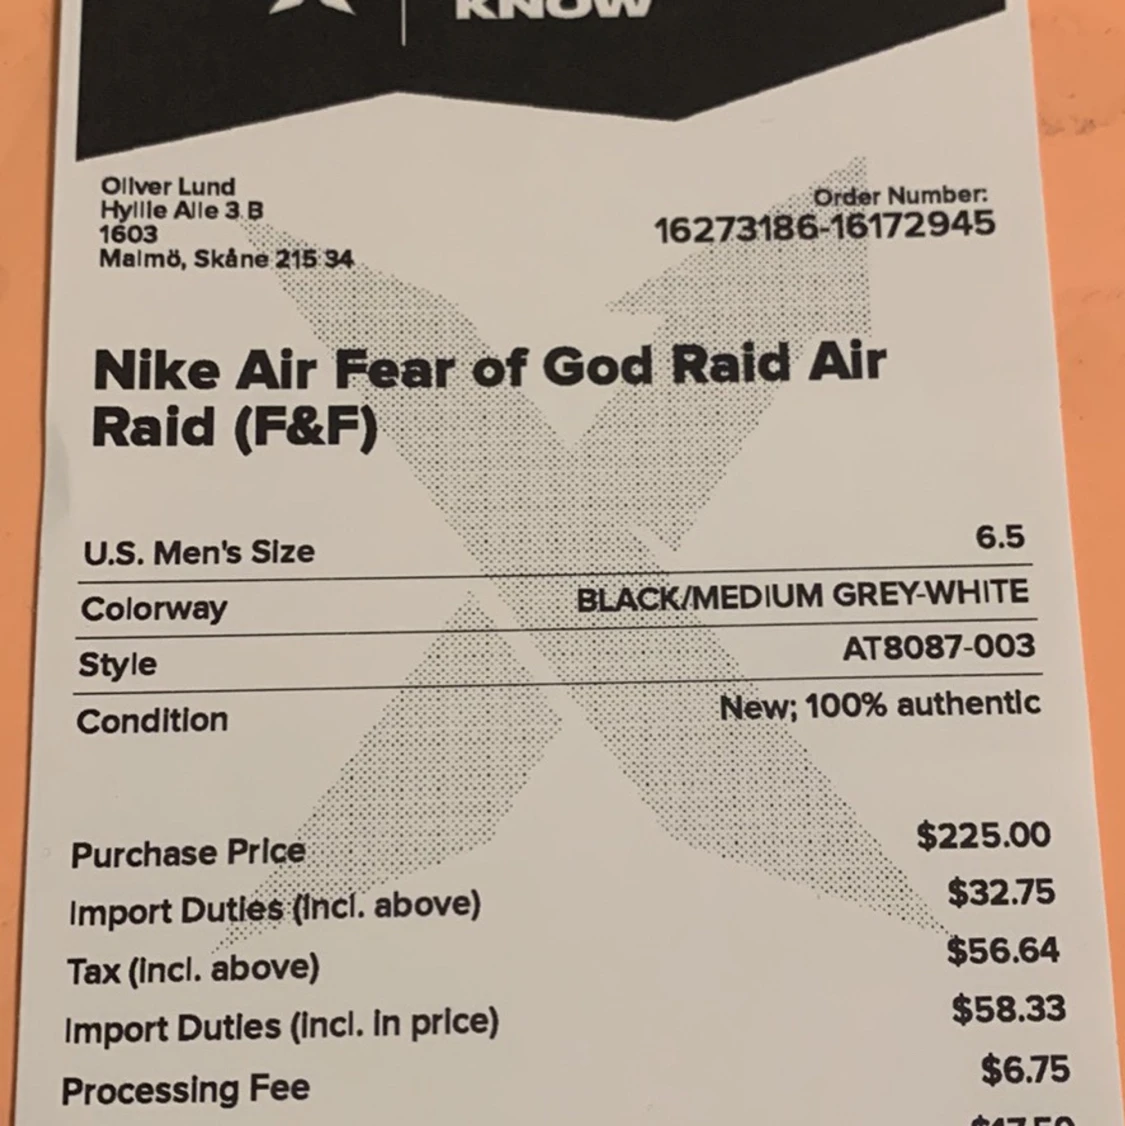 KNOW
Oliver Lund
Hyllie Alle 3 B
1603
Malmö, Skåne 215 34
Order Number:
16273186-16172945
Nike Air Fear of God Raid Air
Raid (F&F)
U.S. Men's Size 6.5
Colorway BLACK/MEDIUM GREY-WHITE
Style AT8087-003
Condition New; 100% authentic
Purchase Price $225.00
Import Duties (incl. above) $32.75
Tax (incl. above) $56.64
Import Duties (incl. in price) $58.33
Processing Fee $6.75